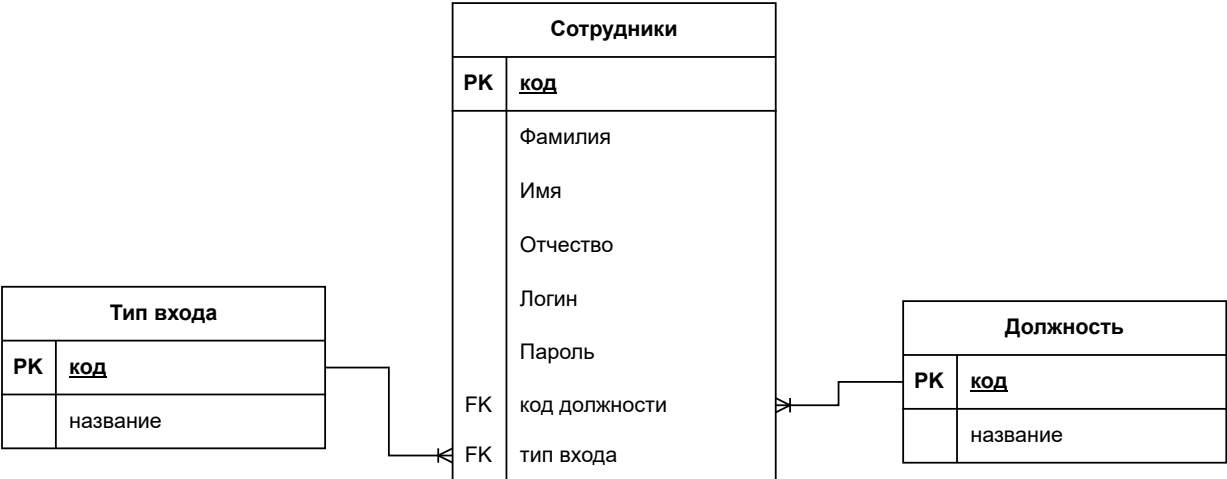 Сотрудники
PK код
Фамилия
Имя
Отчество
Логин
Пароль
FK код должности
FK тип входа
Тип входа
PK код
название
Должность
PK код
название